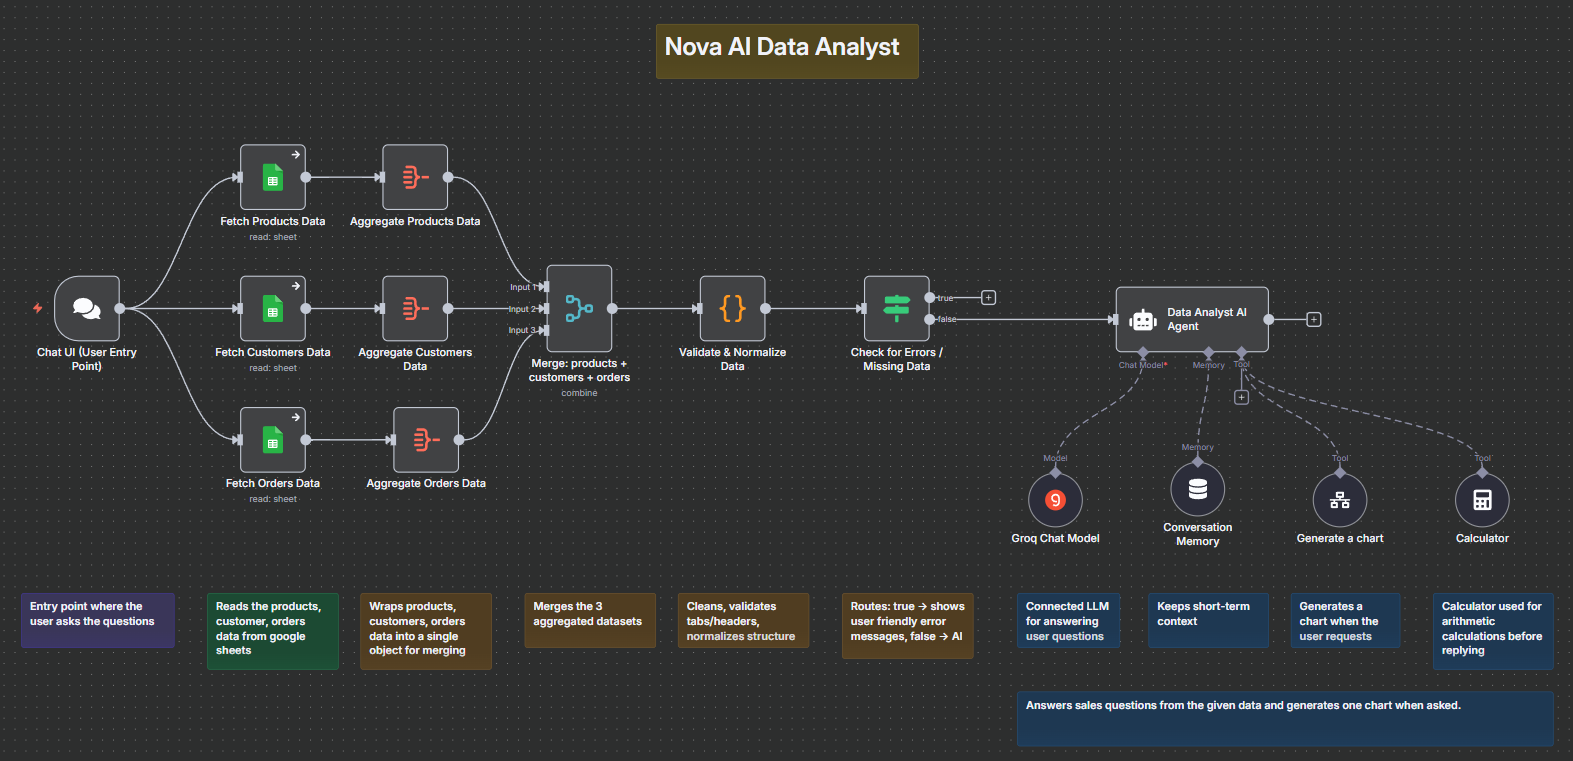 Nova AI Data Analyst
Fetch Products Data
read: sheet
Aggregate Products Data
Chat UI (User Entry
Point)
Fetch Customers Data
read: sheet
Aggregate Customers
Data
Fetch Orders Data
read: sheet
Aggregate Orders Data
Input 1
Input 2
Input 3
Merge: products +
customers + orders
combine
{}
Validate & Normalize
Data
true
false
Check for Errors /
Missing Data
Data Analyst AI
Agent
Chat Model*
Memory
Tool
Model
Groq Chat Model
Memory
Conversation
Memory
Tool
Generate a chart
Tool
Calculator
Entry point where the
user asks the questions
Reads the products,
customer, orders
data from google
sheets
Wraps products,
customers, orders
data into a single
object for merging
Merges the 3
aggregated datasets
Cleans, validates
tabs/headers,
normalizes structure
Routes: true → shows
user friendly error
messages, false → AI
Connected LLM
for answering
user questions
Keeps short-term
context
Generates a
chart when the
user requests
Calculator used for
arithmetic
calculations before
replying
Answers sales questions from the given data and generates one chart when asked.